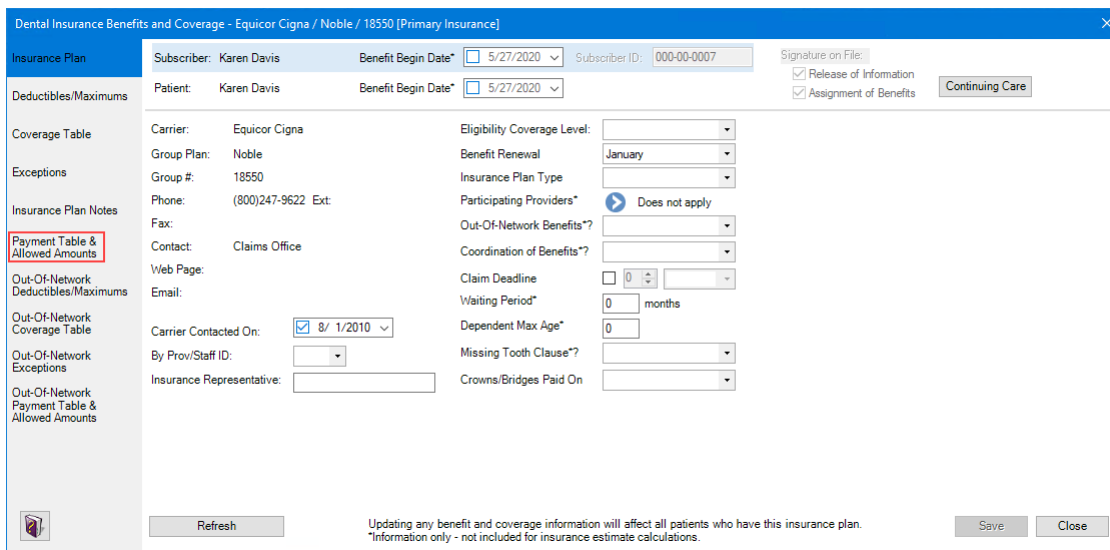 Dental Insurance Benefits and Coverage - Equicor Cigna / Noble / 18550 [Primary Insurance]
Insurance Plan
Deductibles/Maximums
Coverage Table
Exceptions
Insurance Plan Notes
Payment Table &
Allowed Amounts
Out-Of-Network
Deductibles/Maximums
Out-Of-Network
Coverage Table
Out-Of-Network
Exceptions
Out-Of-Network
Payment Table &
Allowed Amounts
Subscriber: Karen Davis Benefit Begin Date* 5/27/2020 Subscriber ID: 000-00-0007
Patient: Karen Davis Benefit Begin Date* 5/27/2020
Signature on File:
Release of Information
Assignment of Benefits
Continuing Care
Carrier: Equicor Cigna
Group Plan: Noble
Group #: 18550
Phone: (800)247-9622 Ext:
Fax:
Contact: Claims Office
Web Page:
Email:
Carrier Contacted On: 8/ 1/2010
By Prov/Staff ID:
Insurance Representative:
Eligibility Coverage Level:
Benefit Renewal January
Insurance Plan Type
Participating Providers* Does not apply
Out-Of-Network Benefits*?
Coordination of Benefits*?
Claim Deadline 0
Waiting Period* 0 months
Dependent Max Age* 0
Missing Tooth Clause*?
Crowns/Bridges Paid On
Refresh
Updating any benefit and coverage information will affect all patients who have this insurance plan.
*Information only - not included for insurance estimate calculations.
Save
Close